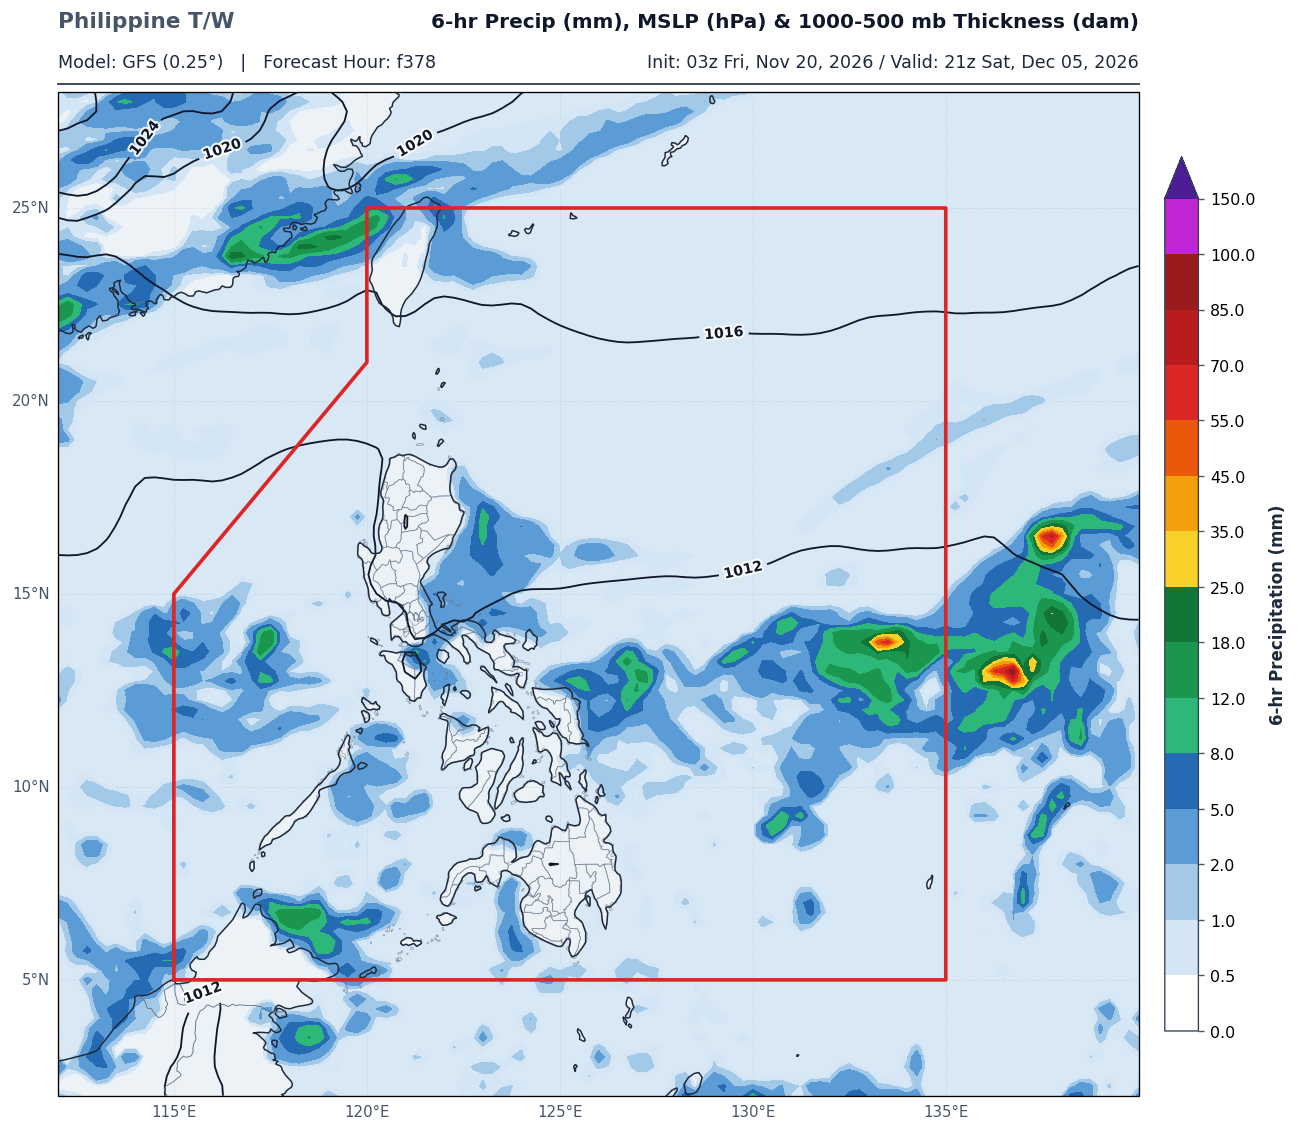 Philippine T/W
6-hr Precip (mm), MSLP (hPa) & 1000-500 mb Thickness (dam)
Model: GFS (0.25°) | Forecast Hour: f378
Init: 03z Fri, Nov 20, 2026 / Valid: 21z Sat, Dec 05, 2026
1024
1020
1020
1016
1012
1012
25°N
20°N
15°N
10°N
5°N
115°E
120°E
125°E
130°E
135°E
150.0
100.0
85.0
70.0
55.0
45.0
35.0
25.0
18.0
12.0
8.0
5.0
2.0
1.0
0.5
0.0
6-hr Precipitation (mm)